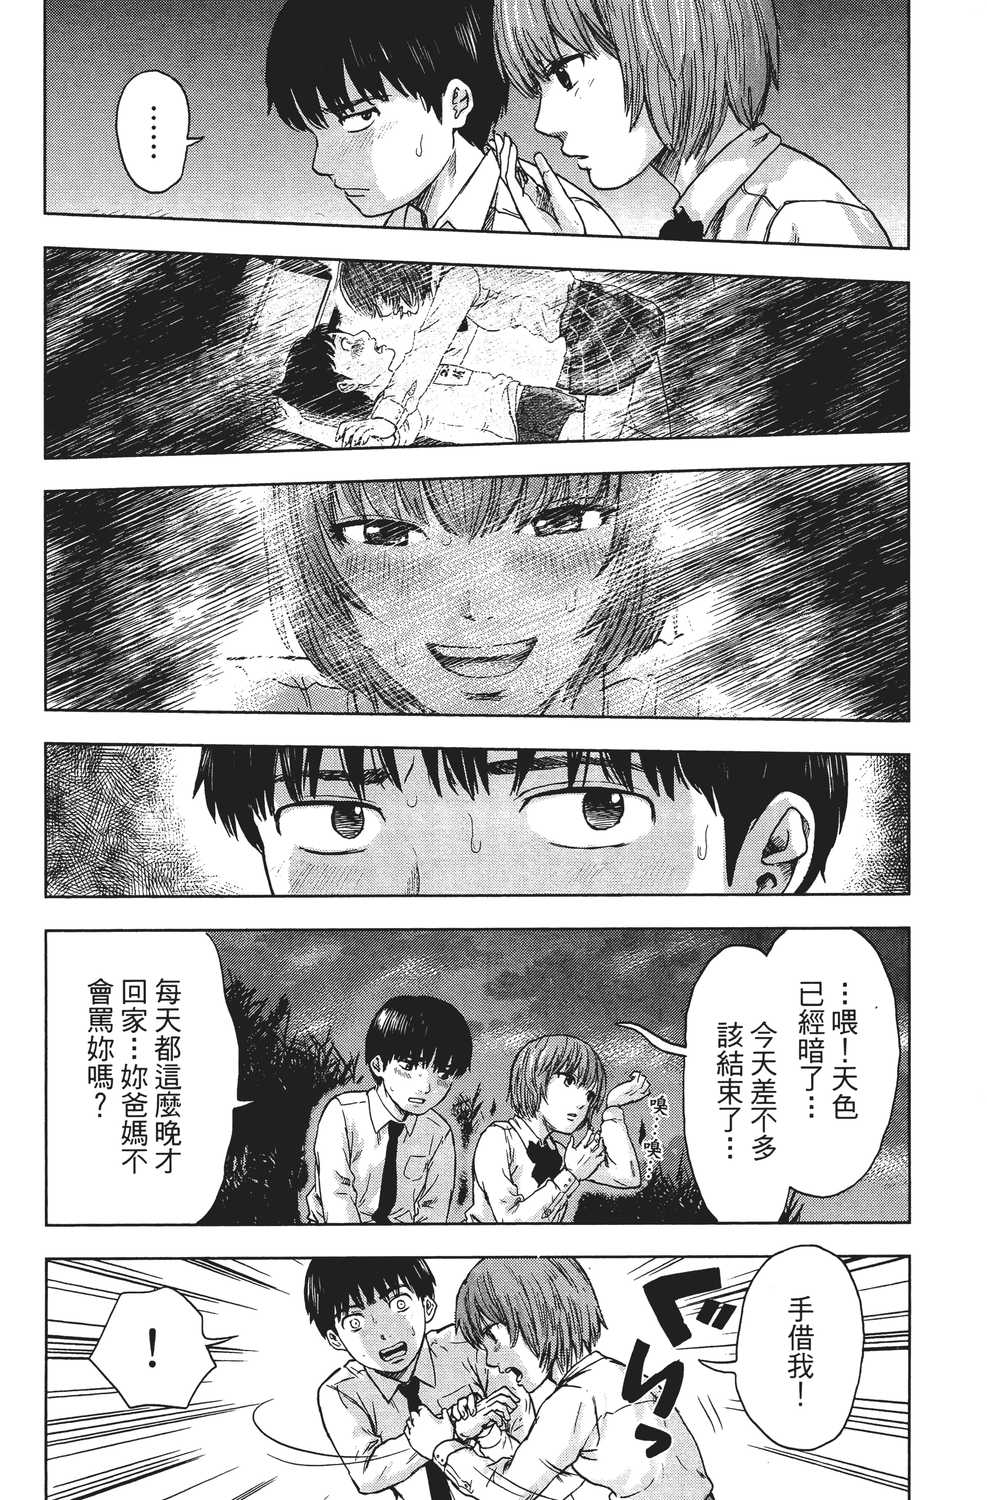 ……
…喂！天色
已經暗了…
今天差不多
該結束了…
嗅…嗅…
每天都這麼晚才
回家…妳爸媽不
會罵妳嗎？
手借我！
ぐいっ
！